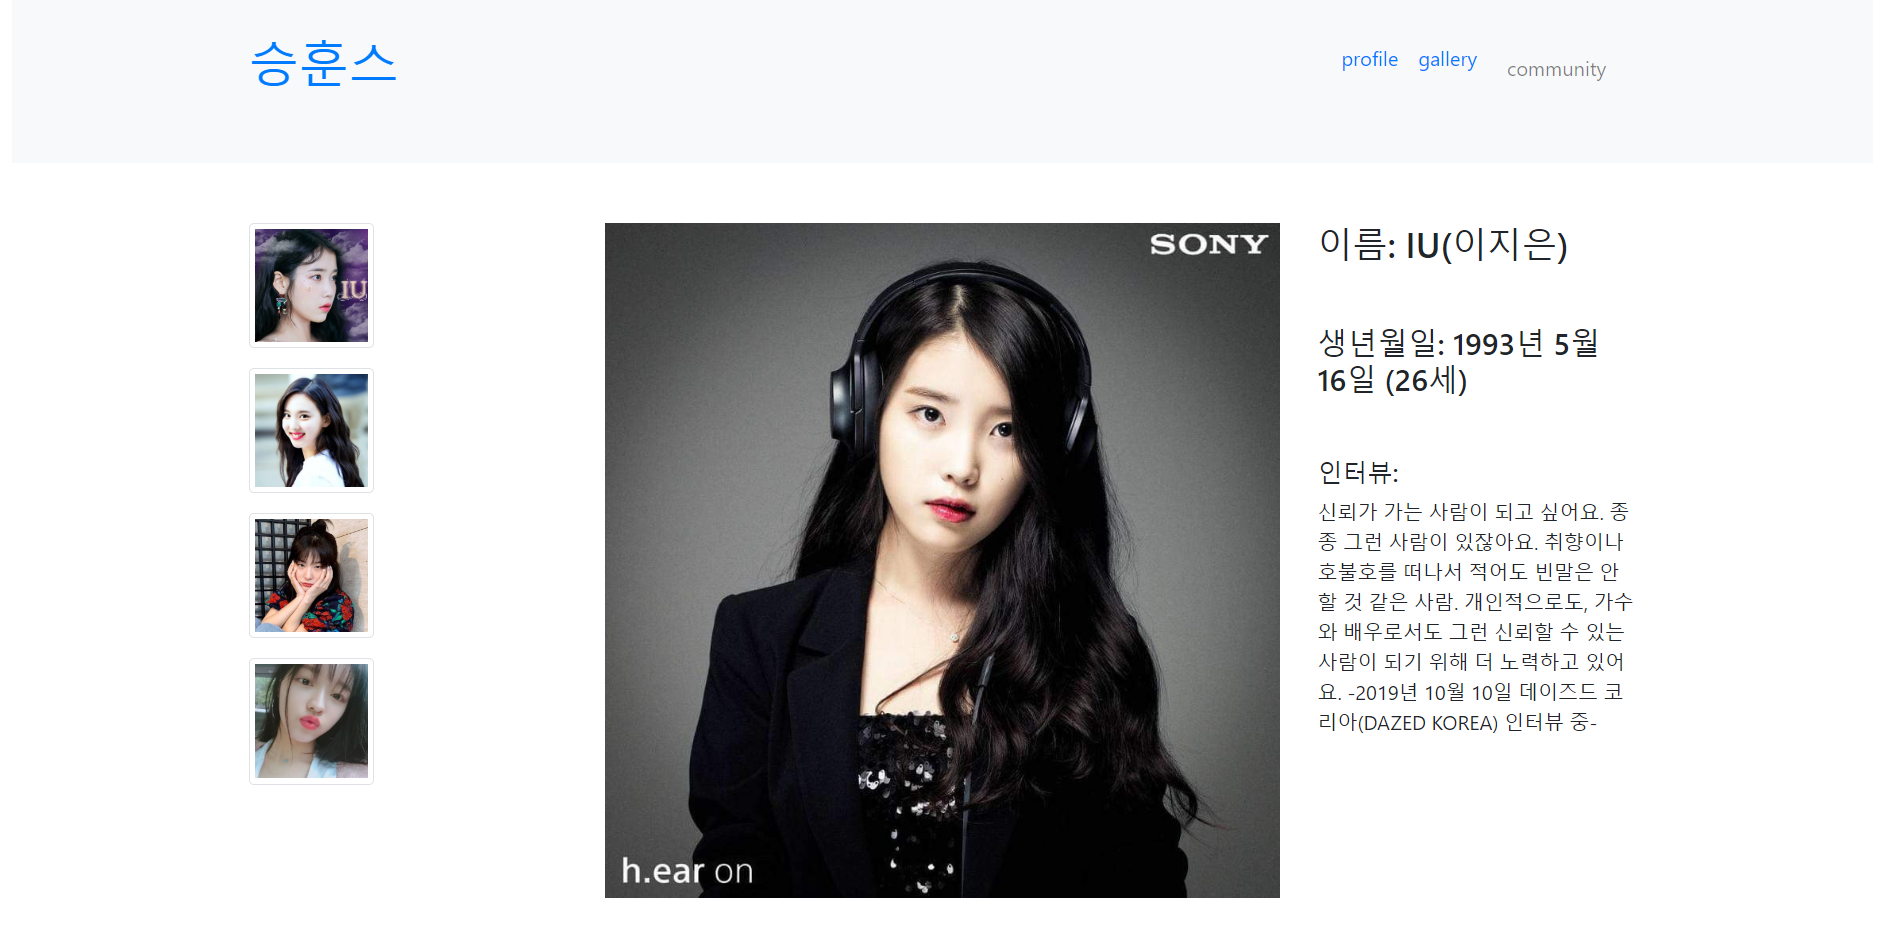 승훈스
profile gallery community
IU
SONY
h.ear on
이름: IU(이지은)
생년월일: 1993년 5월
16일 (26세)
인터뷰:
신뢰가 가는 사람이 되고 싶어요. 종
종 그런 사람이 있잖아요. 취향이나
호불호를 떠나서 적어도 빈말은 안
할 것 같은 사람. 개인적으로도, 가수
와 배우로서도 그런 신뢰할 수 있는
사람이 되기 위해 더 노력하고 있어
요. -2019년 10월 10일 데이즈드 코
리아(DAZED KOREA) 인터뷰 중-